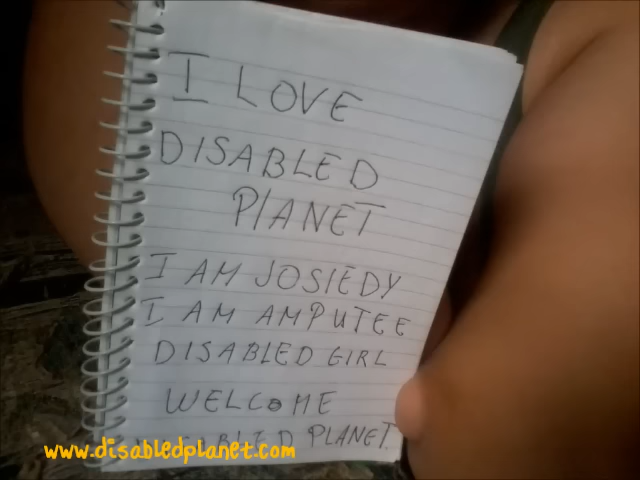 I LOVE
DISABLED
PLANET
I AM JOSIEDY
I AM AMPUTEE
DISABLED GIRL
WELCOME
PLANET
www.disabledplanet.com